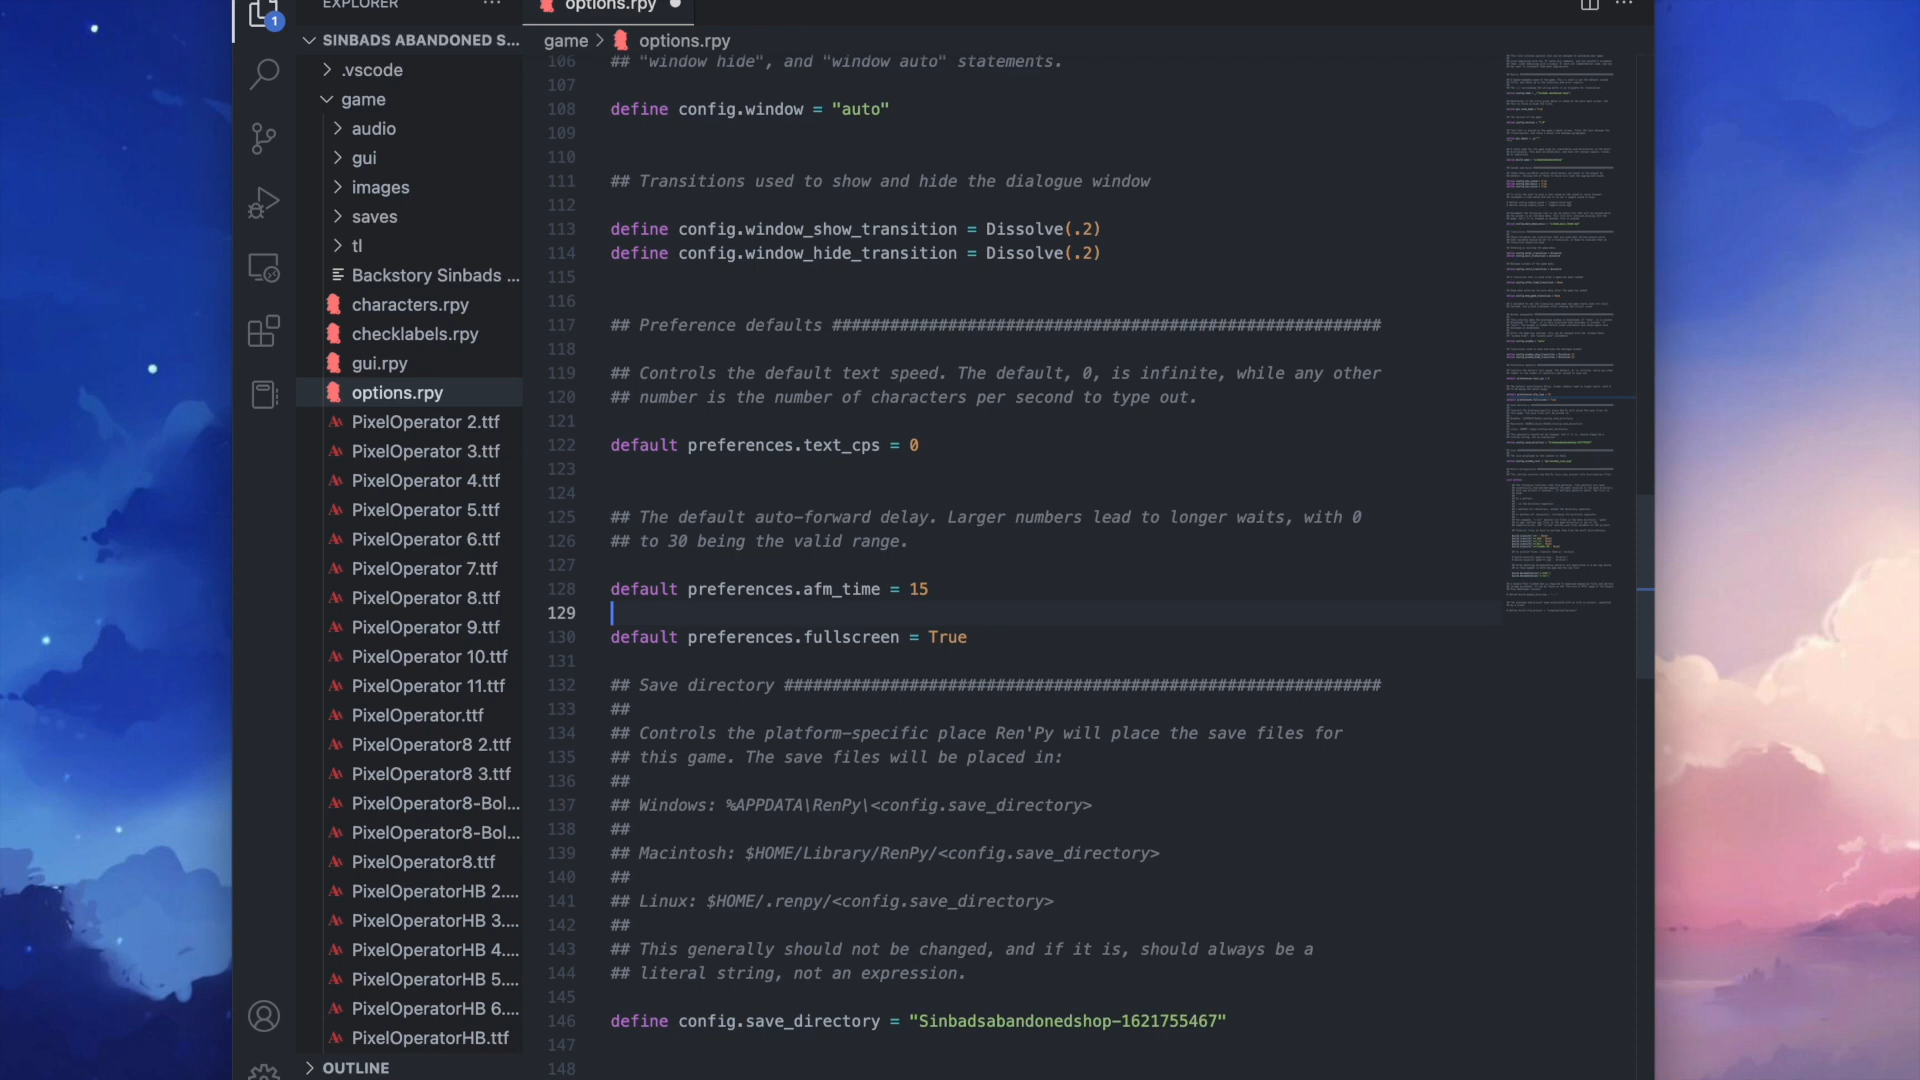 EXPLORER
options.rpy
1
SINBADS ABANDONED S...
game > options.rpy
.vscode
game
audio
gui
images
saves
tl
Backstory Sinbads ...
characters.rpy
checklabels.rpy
gui.rpy
options.rpy
PixelOperator 2.ttf
PixelOperator 3.ttf
PixelOperator 4.ttf
PixelOperator 5.ttf
PixelOperator 6.ttf
PixelOperator 7.ttf
PixelOperator 8.ttf
PixelOperator 9.ttf
PixelOperator 10.ttf
PixelOperator 11.ttf
PixelOperator.ttf
PixelOperator8 2.ttf
PixelOperator8 3.ttf
PixelOperator8-Bol...
PixelOperator8-Bol...
PixelOperator8.ttf
PixelOperatorHB 2....
PixelOperatorHB 3....
PixelOperatorHB 4....
PixelOperatorHB 5....
PixelOperatorHB 6....
PixelOperatorHB.ttf
OUTLINE
106 ## "window hide", and "window auto" statements.
107
108 define config.window = "auto"
109
110
111 ## Transitions used to show and hide the dialogue window
112
113 define config.window_show_transition = Dissolve(.2)
114 define config.window_hide_transition = Dissolve(.2)
115
116
117 ## Preference defaults #########################################################
118
119 ## Controls the default text speed. The default, 0, is infinite, while any other
120 ## number is the number of characters per second to type out.
121
122 default preferences.text_cps = 0
123
124
125 ## The default auto-forward delay. Larger numbers lead to longer waits, with 0
126 ## to 30 being the valid range.
127
128 default preferences.afm_time = 15
129
130 default preferences.fullscreen = True
131
132 ## Save directory ##############################################################
133 ##
134 ## Controls the platform-specific place Ren'Py will place the save files for
135 ## this game. The save files will be placed in:
136 ##
137 ## Windows: %APPDATA\RenPy\<config.save_directory>
138 ##
139 ## Macintosh: $HOME/Library/RenPy/<config.save_directory>
140 ##
141 ## Linux: $HOME/.renpy/<config.save_directory>
142 ##
143 ## This generally should not be changed, and if it is, should always be a
144 ## literal string, not an expression.
145
146 define config.save_directory = "Sinbadsabandonedshop-1621755467"
147
148